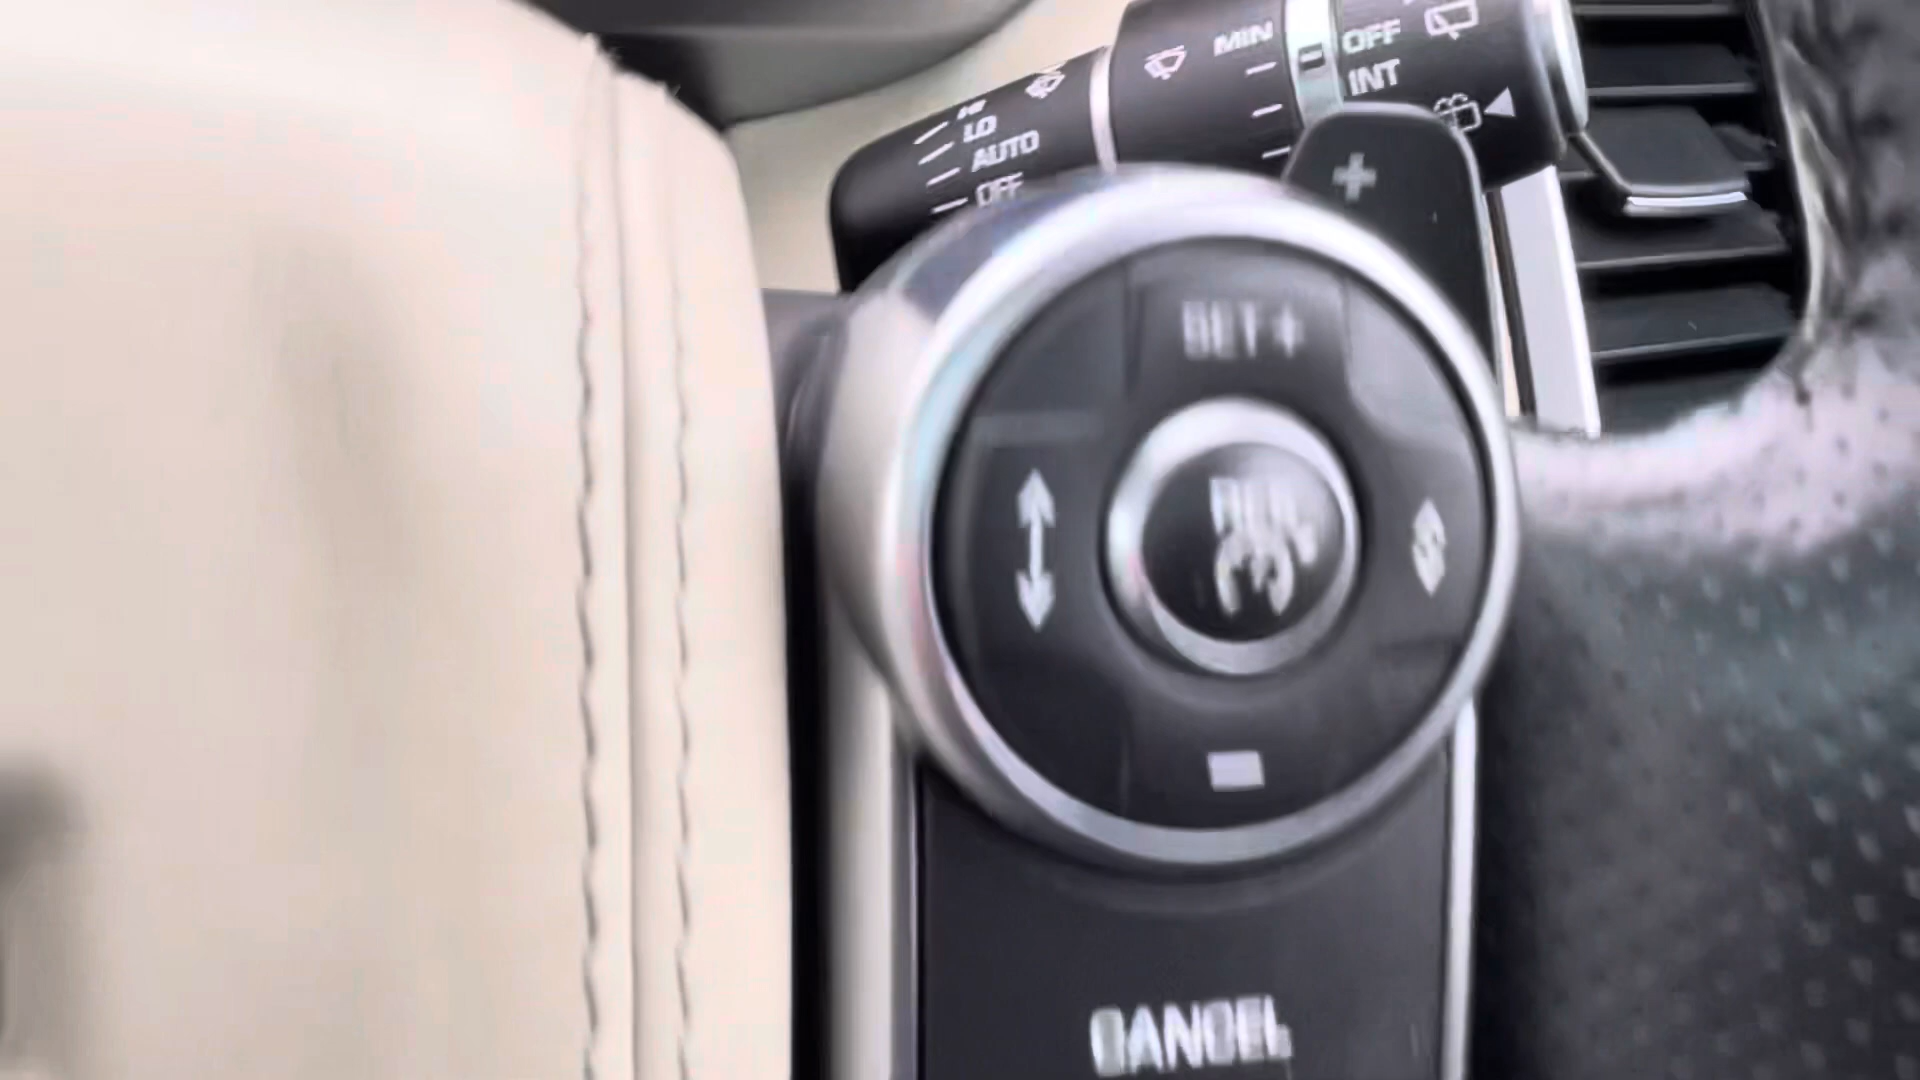 MIN
OFF
INT
LO
AUTO
OFF
+
SET+
CANCEL